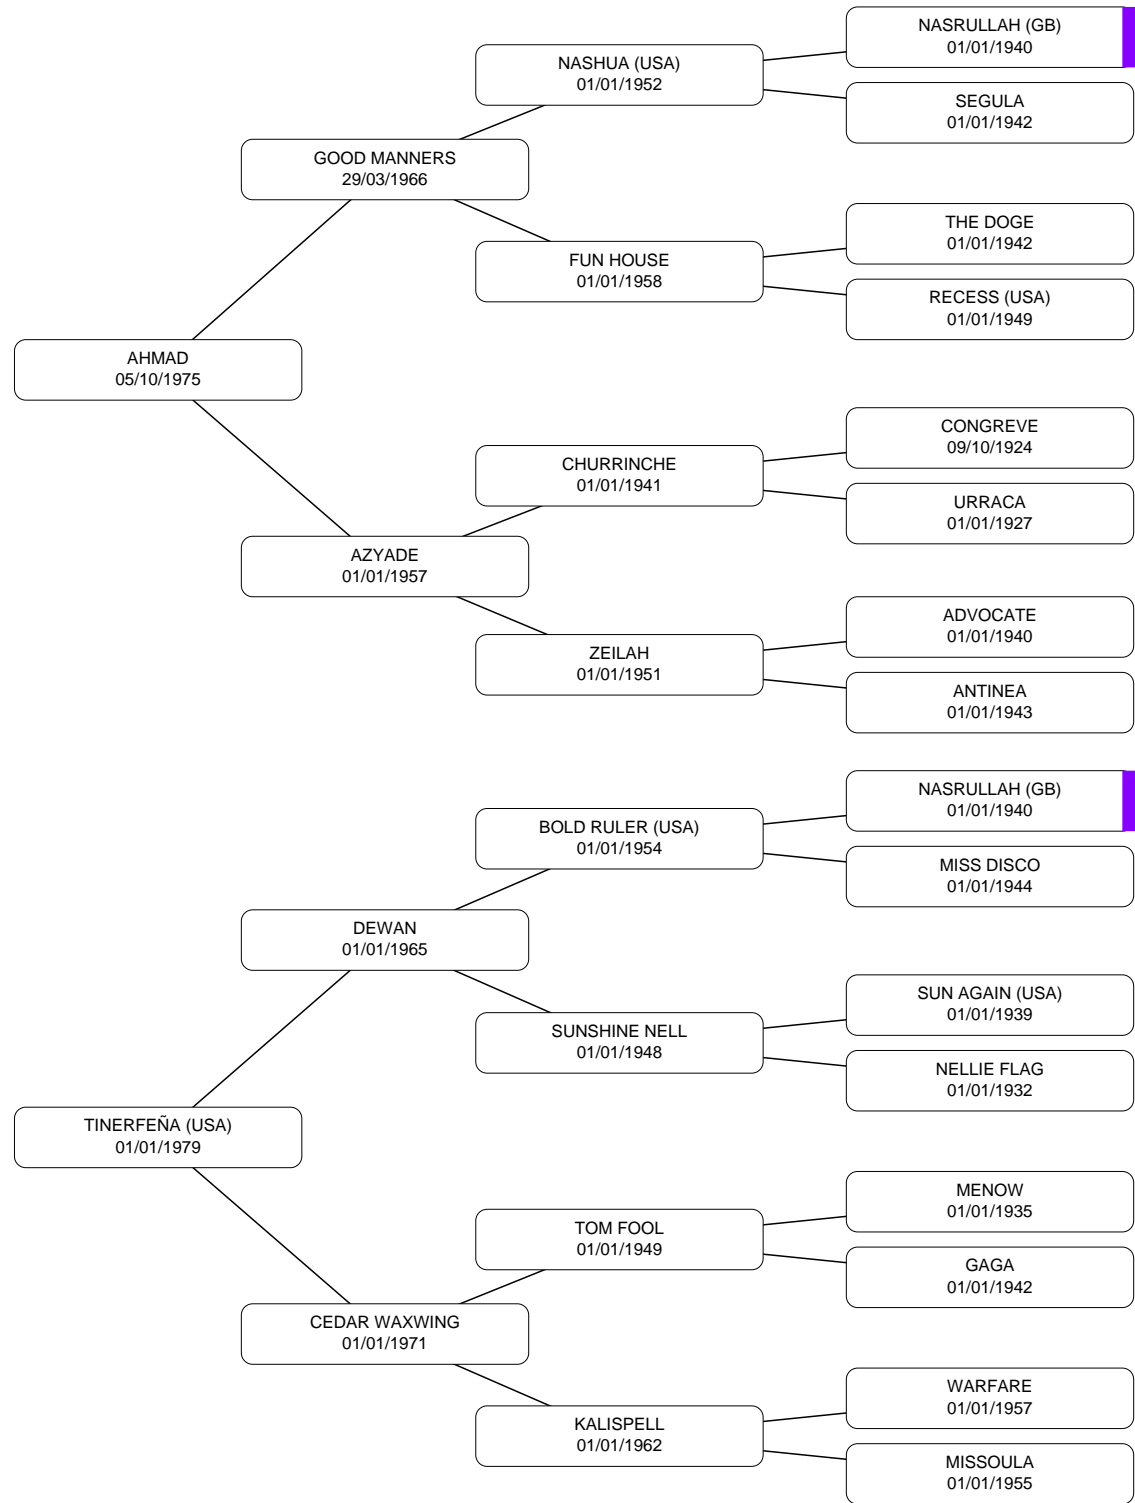 NASRULLAH (GB)
01/01/1940
NASHUA (USA)
01/01/1952
SEGULA
01/01/1942
GOOD MANNERS
29/03/1966
THE DOGE
01/01/1942
FUN HOUSE
01/01/1958
RECESS (USA)
01/01/1949
AHMAD
05/10/1975
CONGREVE
09/10/1924
CHURRINCHE
01/01/1941
URRACA
01/01/1927
AZYADE
01/01/1957
ADVOCATE
01/01/1940
ZEILAH
01/01/1951
ANTINEA
01/01/1943
NASRULLAH (GB)
01/01/1940
BOLD RULER (USA)
01/01/1954
MISS DISCO
01/01/1944
DEWAN
01/01/1965
SUN AGAIN (USA)
01/01/1939
SUNSHINE NELL
01/01/1948
NELLIE FLAG
01/01/1932
TINERFEÑA (USA)
01/01/1979
MENOW
01/01/1935
TOM FOOL
01/01/1949
GAGA
01/01/1942
CEDAR WAXWING
01/01/1971
WARFARE
01/01/1957
KALISPELL
01/01/1962
MISSOULA
01/01/1955